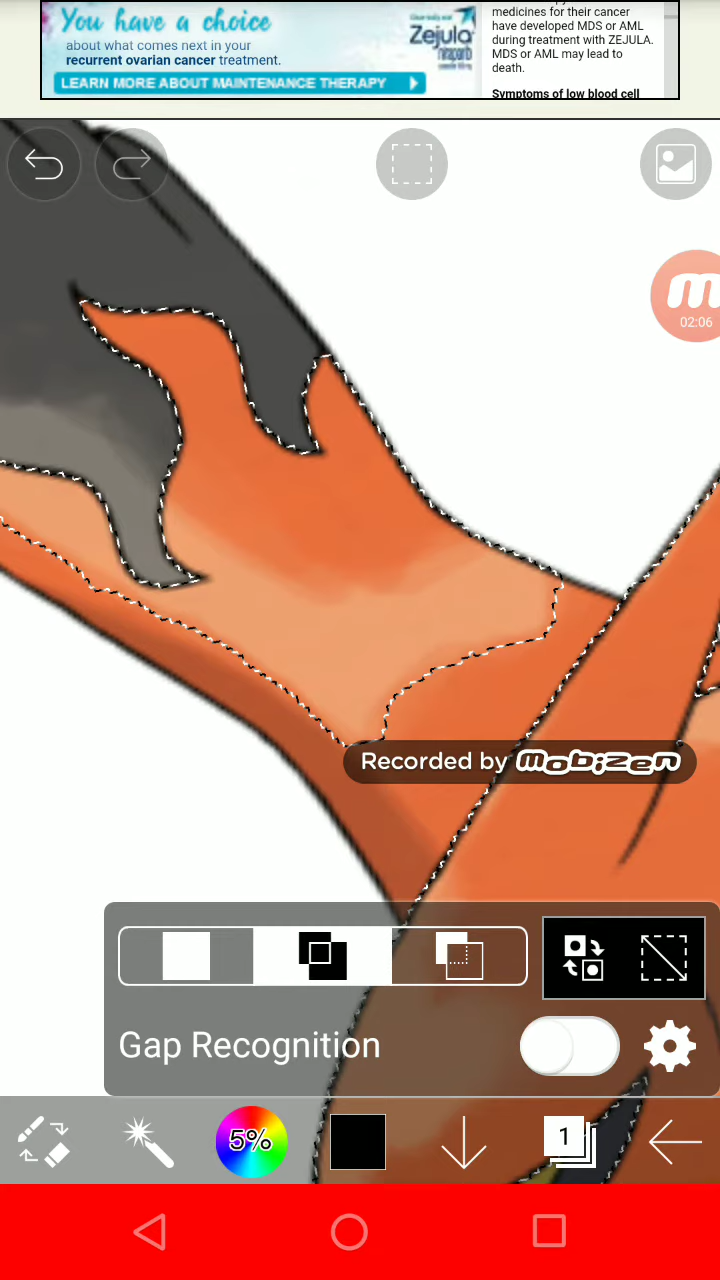 You have a choice
about what comes next in your
recurrent ovarian cancer treatment.
LEARN MORE ABOUT MAINTENANCE THERAPY
Zejula
niraparib
medicines for their cancer
have developed MDS or AML
during treatment with ZEJULA.
MDS or AML may lead to
death.
Symptoms of low blood cell
m
02:06
Recorded by mobizen
Gap Recognition
5%
1